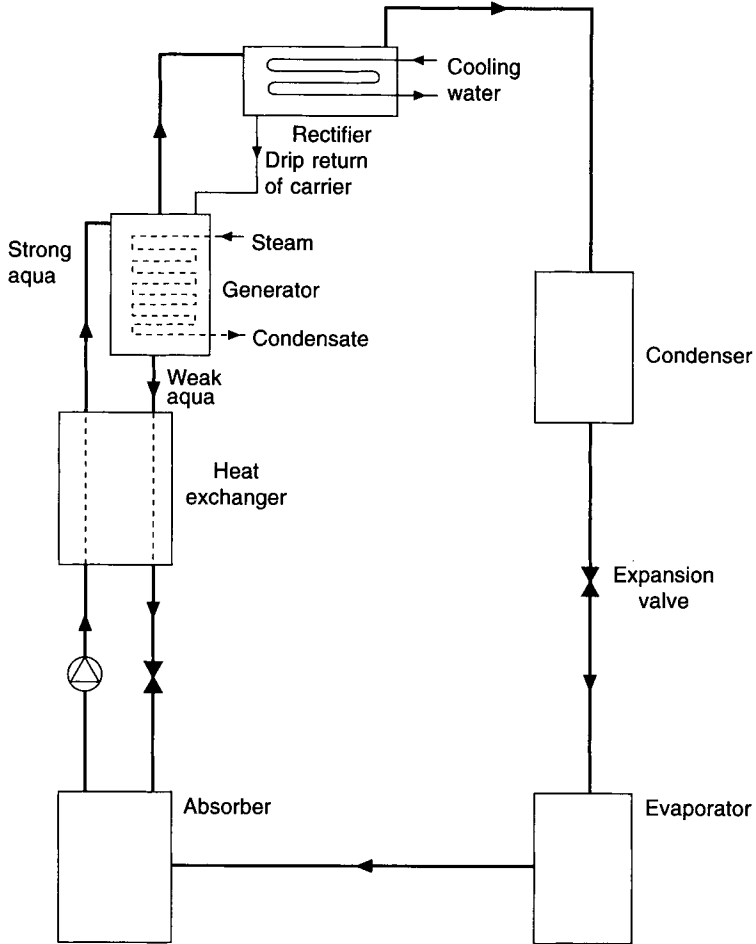 Cooling
water
Rectifier
Drip return
of carrier
Strong
aqua
Steam
Generator
Condensate
Condenser
Weak
aqua
Heat
exchanger
Expansion
valve
Absorber
Evaporator